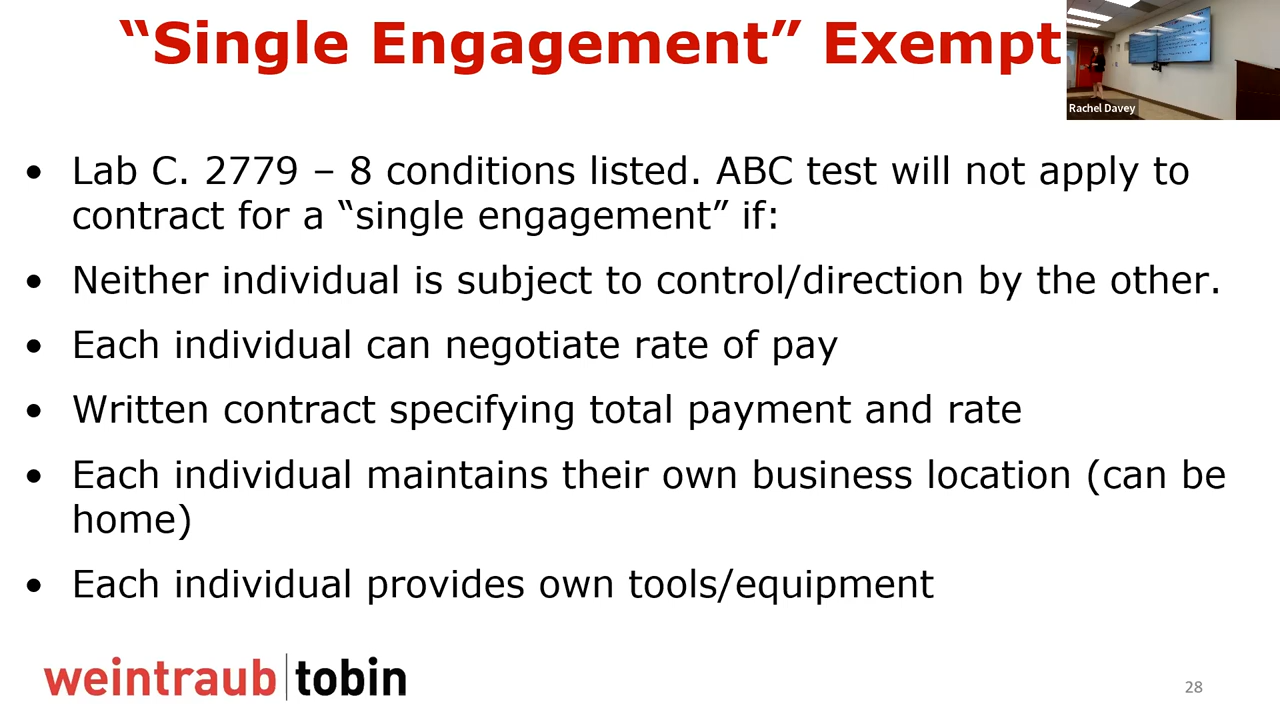 “Single Engagement” Exempt
Rachel Davey
• Lab C. 2779 – 8 conditions listed. ABC test will not apply to
contract for a “single engagement” if:
• Neither individual is subject to control/direction by the other.
• Each individual can negotiate rate of pay
• Written contract specifying total payment and rate
• Each individual maintains their own business location (can be
home)
• Each individual provides own tools/equipment
weintraub|tobin
28